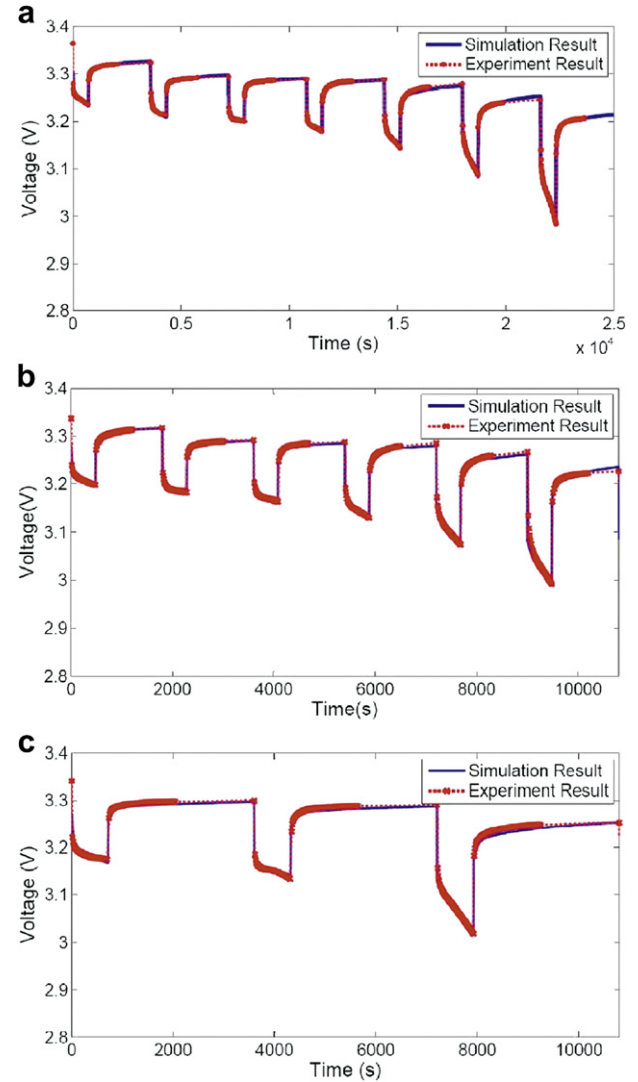 a
3.4
3.3
3.2
3.1
3
2.9
2.8
Voltage (V)
Simulation Result
Experiment Result
0
0.5
1
1.5
2
2.5
Time (s)
x 10⁴
b
3.4
3.3
3.2
3.1
3
2.9
2.8
Voltage(V)
Simulation Result
Experiment Result
0
2000
4000
6000
8000
10000
Time(s)
c
3.4
3.3
3.2
3.1
3
2.9
2.8
Voltage (V)
Simulation Result
Experiment Result
0
2000
4000
6000
8000
10000
Time (s)